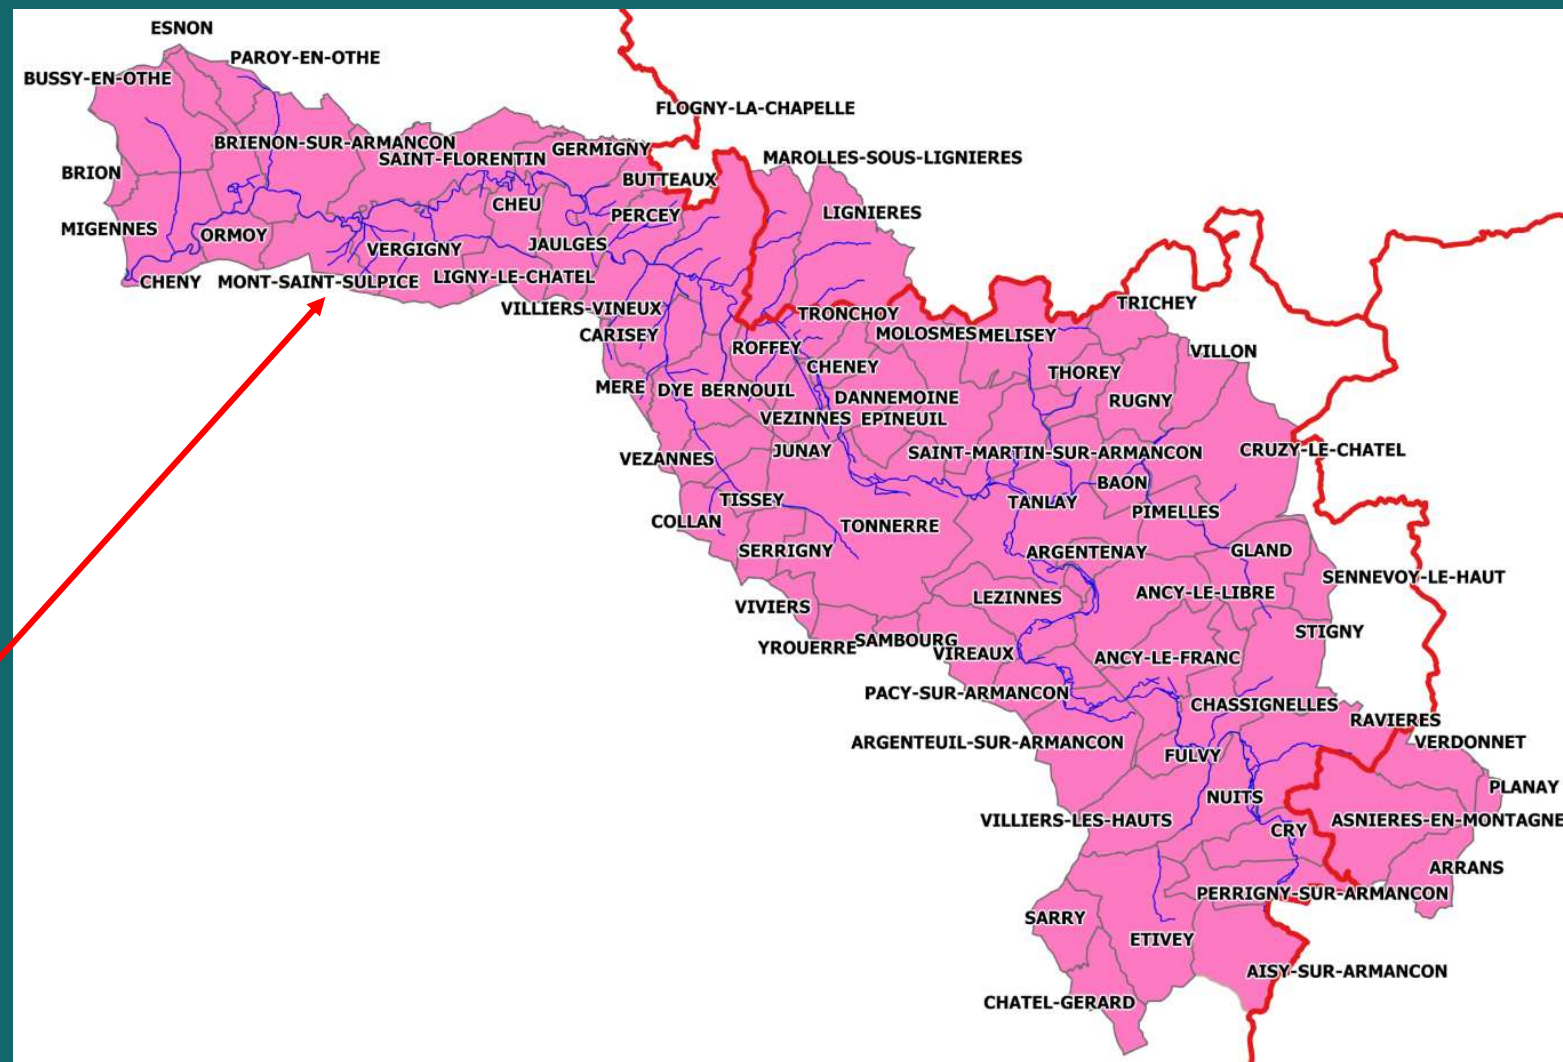 ESNON
PAROY-EN-OTHE
BUSSY-EN-OTHE
FLOGNY-LA-CHAPELLE
BRIENON-SUR-ARMANCON
SAINT-FLORENTIN
GERMIGNY
MAROLLES-SOUS-LIGNIERES
BRION
BUTTEAUX
CHEU
PERCEY
LIGNIERES
MIGENNES
ORMOY
VERGIGNY
JAULGES
CHENY
MONT-SAINT-SULPICE
LIGNY-LE-CHATEL
VILLIERS-VINEUX
TRONCHOY
TRICHEY
CARISEY
ROFFEY
MOLOSMES
MELISEY
VILLON
CHENEY
THOREY
MERE
DYE
BERNOUIL
DANNEMOINE
RUGNY
VEZINNES
EPINEUIL
VEZANNES
JUNAY
SAINT-MARTIN-SUR-ARMANCON
CRUZY-LE-CHATEL
BAON
TISSEY
TANLAY
PIMELLES
COLLAN
TONNERRE
SERRIGNY
ARGENTENAY
GLAND
SENNEVOY-LE-HAUT
LEZINNES
ANCY-LE-LIBRE
VIVIERS
STIGNY
YROUERRE
SAMBOURG
VIREAUX
ANCY-LE-FRANC
PACY-SUR-ARMANCON
CHASSIGNELLES
RAVIERES
ARGENTEUIL-SUR-ARMANCON
VERDONNET
FULVY
PLANAY
NUITS
VILLIERS-LES-HAUTS
CRY
ASNIERES-EN-MONTAGNE
ARRANS
PERRIGNY-SUR-ARMANCON
SARRY
ETIVEY
AISY-SUR-ARMANCON
CHATEL-GERARD